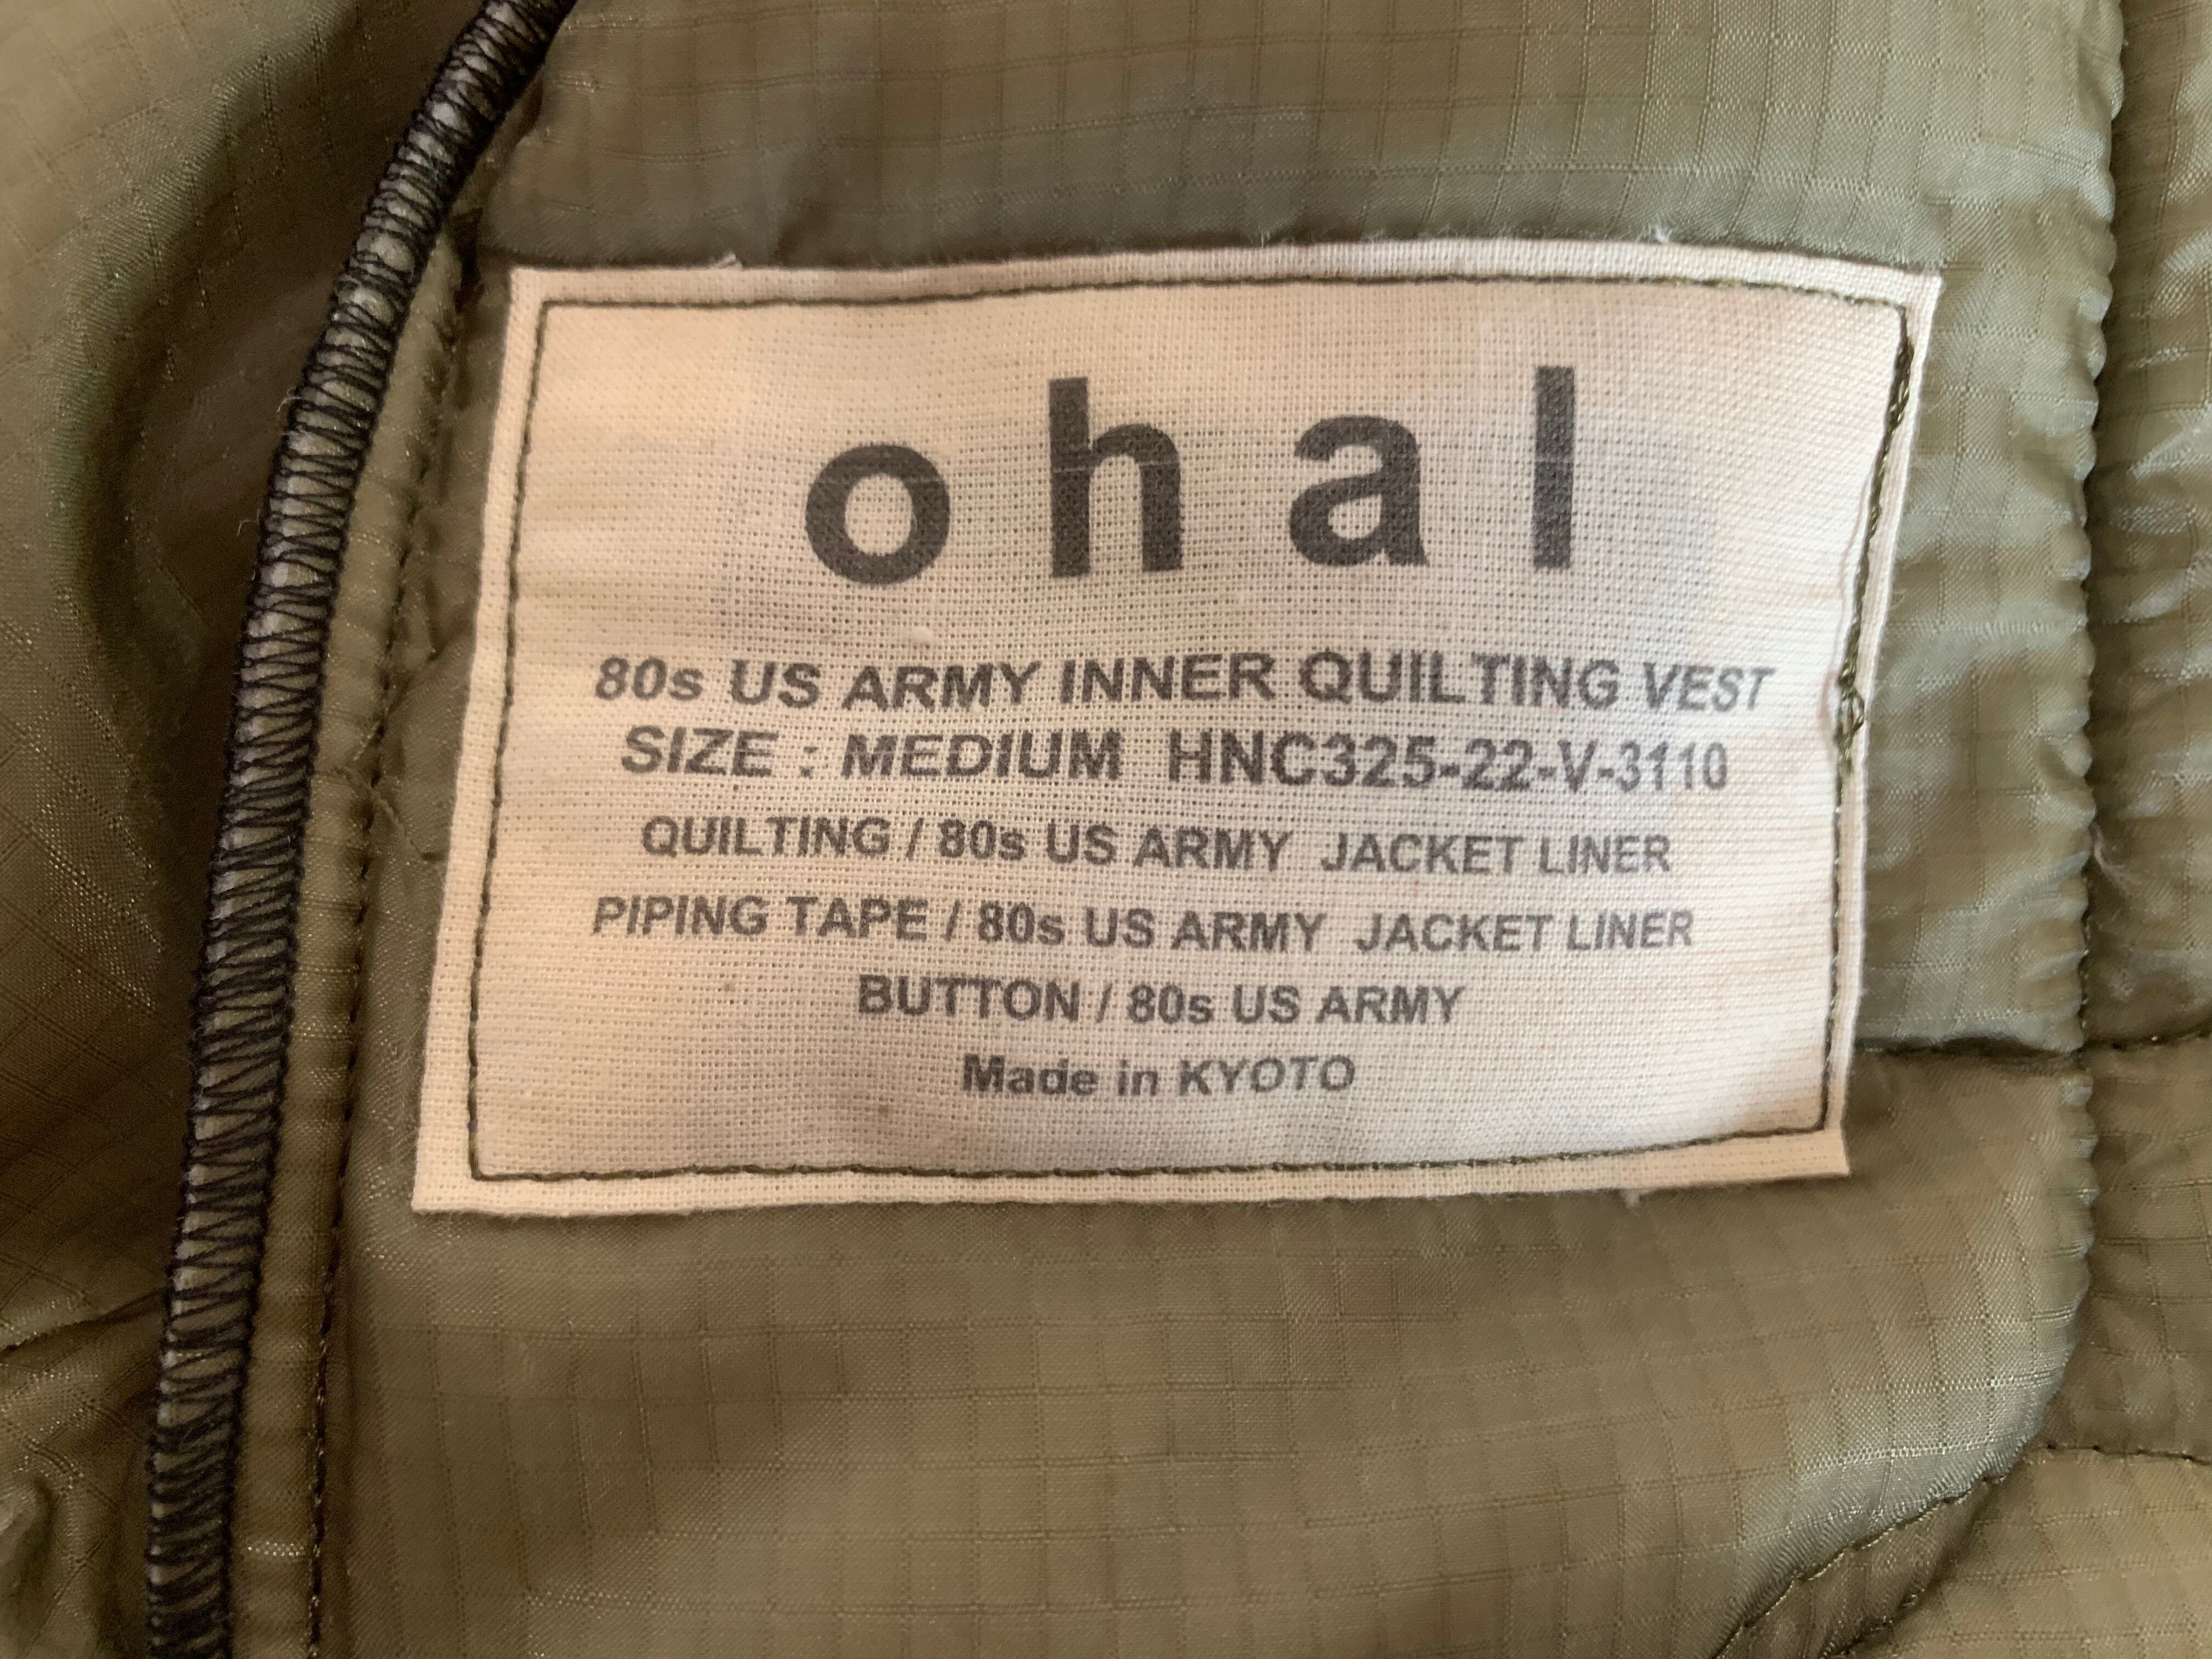 ohal
80s US ARMY INNER QUILTING VEST
SIZE : MEDIUM HNC325-22-V-3110
QUILTING / 80s US ARMY JACKET LINER
PIPING TAPE / 80s US ARMY JACKET LINER
BUTTON / 80s US ARMY
Made in KYOTO